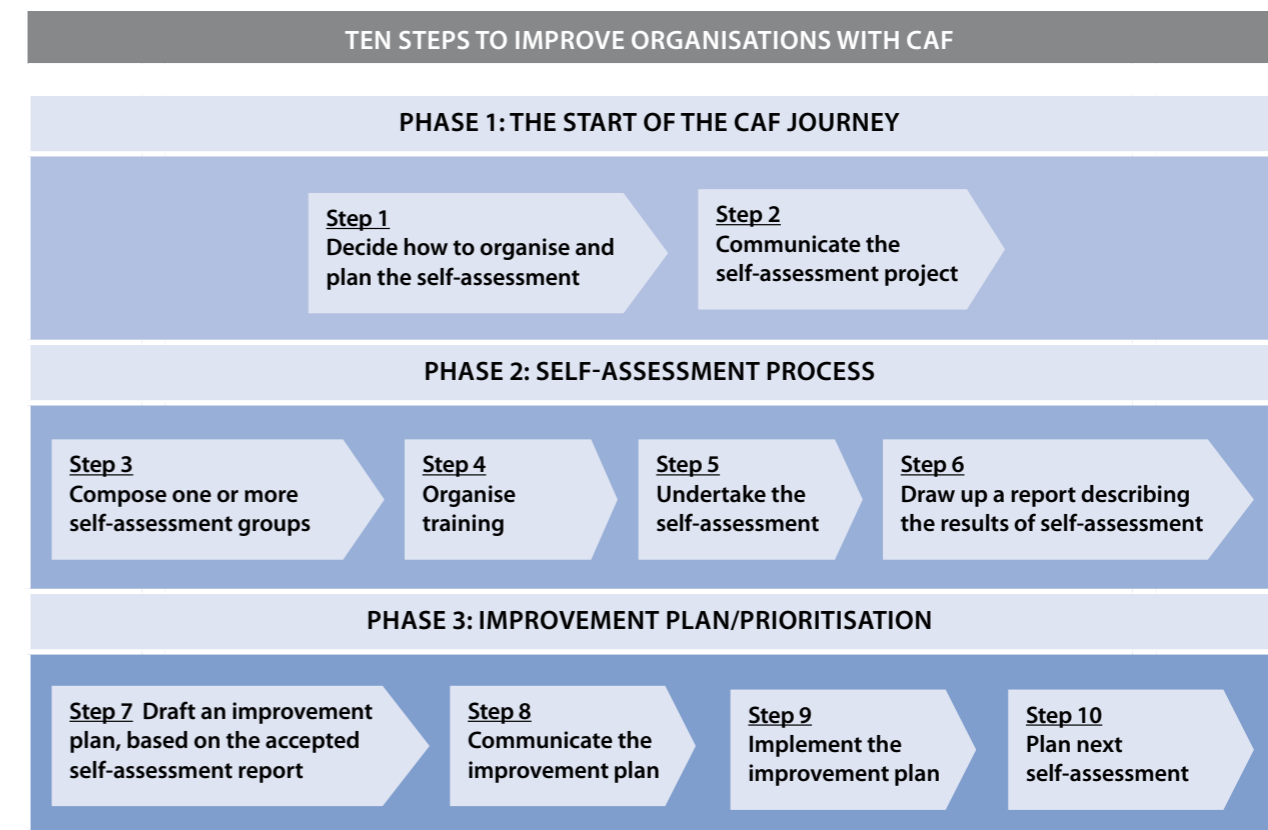 TEN STEPS TO IMPROVE ORGANISATIONS WITH CAF
PHASE 1: THE START OF THE CAF JOURNEY
Step 1
Decide how to organise and
plan the self-assessment
Step 2
Communicate the
self-assessment project
PHASE 2: SELF-ASSESSMENT PROCESS
Step 3
Compose one or more
self-assessment groups
Step 4
Organise
training
Step 5
Undertake the
self-assessment
Step 6
Draw up a report describing
the results of self-assessment
PHASE 3: IMPROVEMENT PLAN/PRIORITISATION
Step 7 Draft an improvement
plan, based on the accepted
self-assessment report
Step 8
Communicate the
improvement plan
Step 9
Implement the
improvement plan
Step 10
Plan next
self-assessment